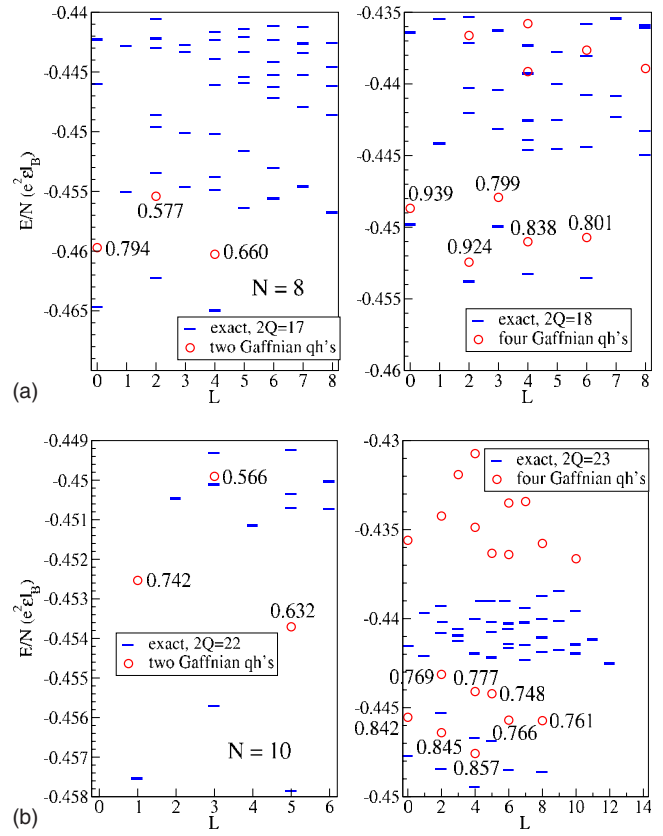 -0.44
-0.445
-0.45
-0.455
-0.46
-0.465
E/N (e²εl_B)
0.577
0.794
0.660
N = 8
exact, 2Q=17
two Gaffnian qh's
0 1 2 3 4 5 6 7 8
L
(a)
-0.435
-0.44
-0.445
-0.45
-0.455
-0.46
0.939
0.799
0.838
0.801
0.924
exact, 2Q=18
four Gaffnian qh's
0 1 2 3 4 5 6 7 8
L
-0.449
-0.45
-0.451
-0.452
-0.453
-0.454
-0.455
-0.456
-0.457
-0.458
E/N (e²εl_B)
0.566
0.742
0.632
exact, 2Q=22
two Gaffnian qh's
N = 10
0 1 2 3 4 5 6
L
(b)
-0.43
-0.435
-0.44
-0.445
-0.45
exact, 2Q=23
four Gaffnian qh's
0.769
0.777
0.748
0.842
0.766
0.761
0.845
0.857
0 1 2 3 4 5 6 7 8 9 10 12 14
L